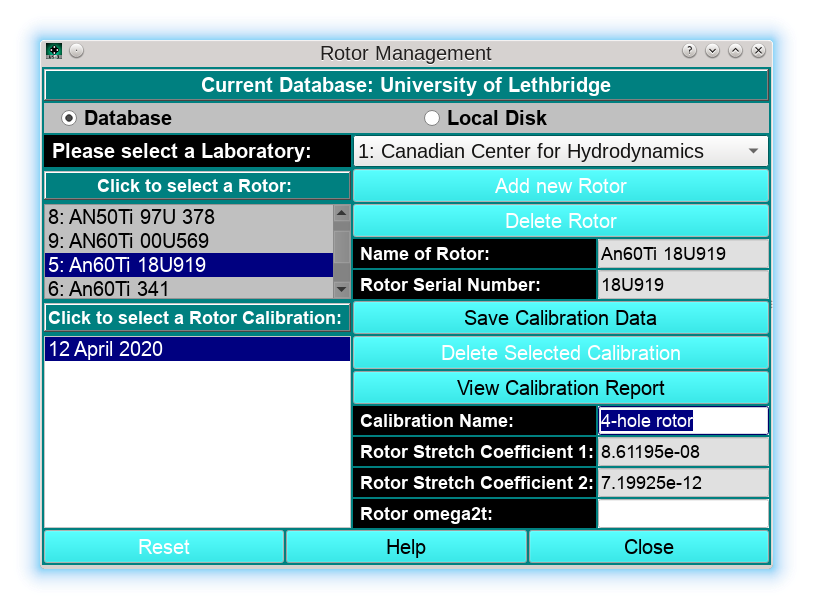 Rotor Management
Current Database: University of Lethbridge
Database
Local Disk
Please select a Laboratory:
1: Canadian Center for Hydrodynamics
Click to select a Rotor:
Add new Rotor
8: AN50Ti 97U 378
9: AN60Ti 00U569
5: An60Ti 18U919
6: An60Ti 341
Delete Rotor
Name of Rotor:
An60Ti 18U919
Rotor Serial Number:
18U919
Click to select a Rotor Calibration:
Save Calibration Data
12 April 2020
Delete Selected Calibration
View Calibration Report
Calibration Name:
4-hole rotor
Rotor Stretch Coefficient 1:
8.61195e-08
Rotor Stretch Coefficient 2:
7.19925e-12
Rotor omega2t:
Reset
Help
Close